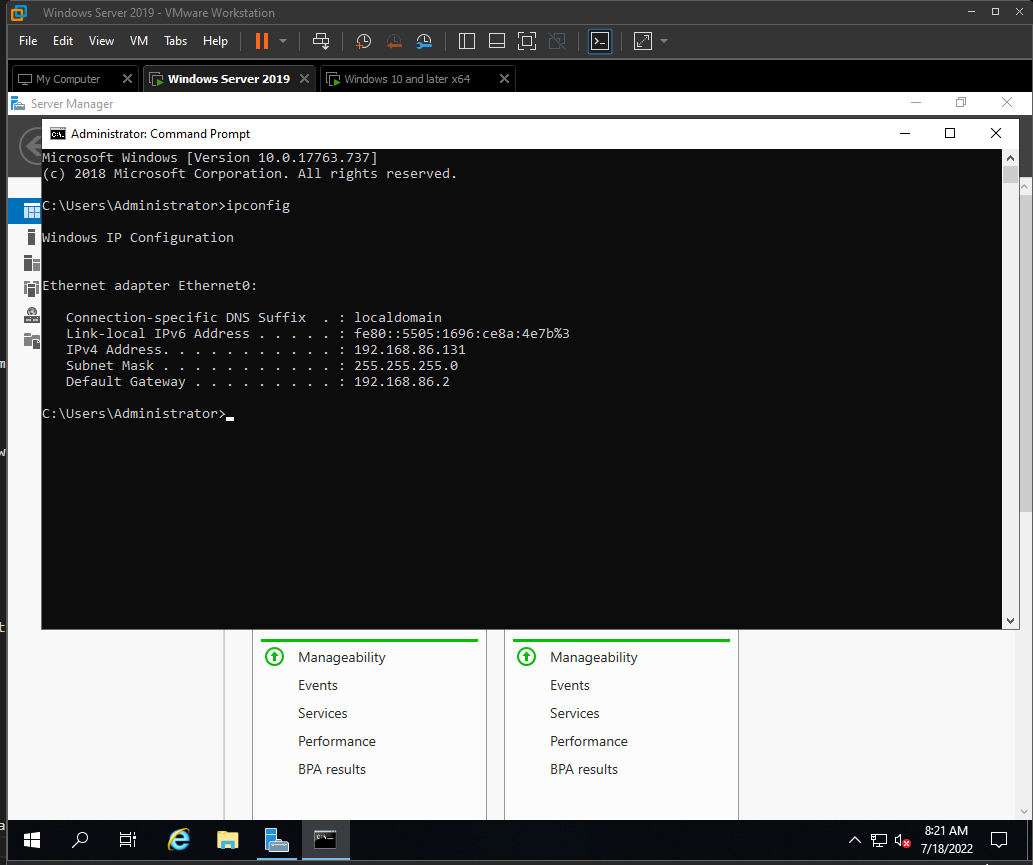 Windows Server 2019 - VMware Workstation
File Edit View VM Tabs Help
My Computer Windows Server 2019 Windows 10 and later x64
Server Manager
Administrator: Command Prompt
Microsoft Windows [Version 10.0.17763.737]
(c) 2018 Microsoft Corporation. All rights reserved.
C:\Users\Administrator>ipconfig
Windows IP Configuration
Ethernet adapter Ethernet0:
Connection-specific DNS Suffix . : localdomain
Link-local IPv6 Address . . . . . : fe80::5505:1696:ce8a:4e7b%3
IPv4 Address. . . . . . . . . . . : 192.168.86.131
Subnet Mask . . . . . . . . . . . : 255.255.255.0
Default Gateway . . . . . . . . . : 192.168.86.2
C:\Users\Administrator>
Manageability Manageability
Events Events
Services Services
Performance Performance
BPA results BPA results
8:21 AM
7/18/2022